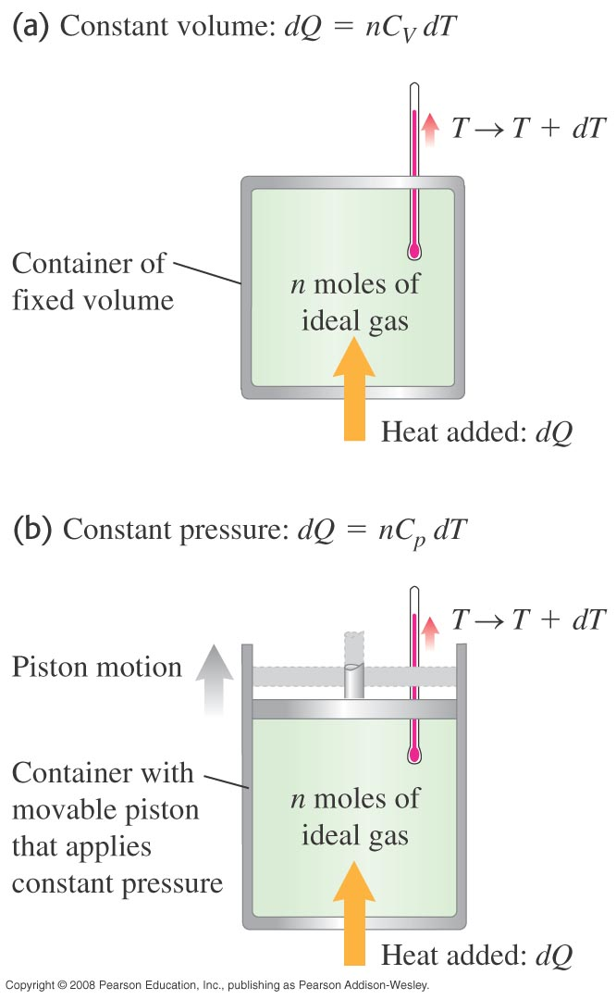 (a) Constant volume: dQ = nC_V dT
T → T + dT
Container of
fixed volume
n moles of
ideal gas
Heat added: dQ
(b) Constant pressure: dQ = nC_p dT
T → T + dT
Piston motion
Container with
movable piston
that applies
constant pressure
n moles of
ideal gas
Heat added: dQ
Copyright © 2008 Pearson Education, Inc., publishing as Pearson Addison-Wesley.